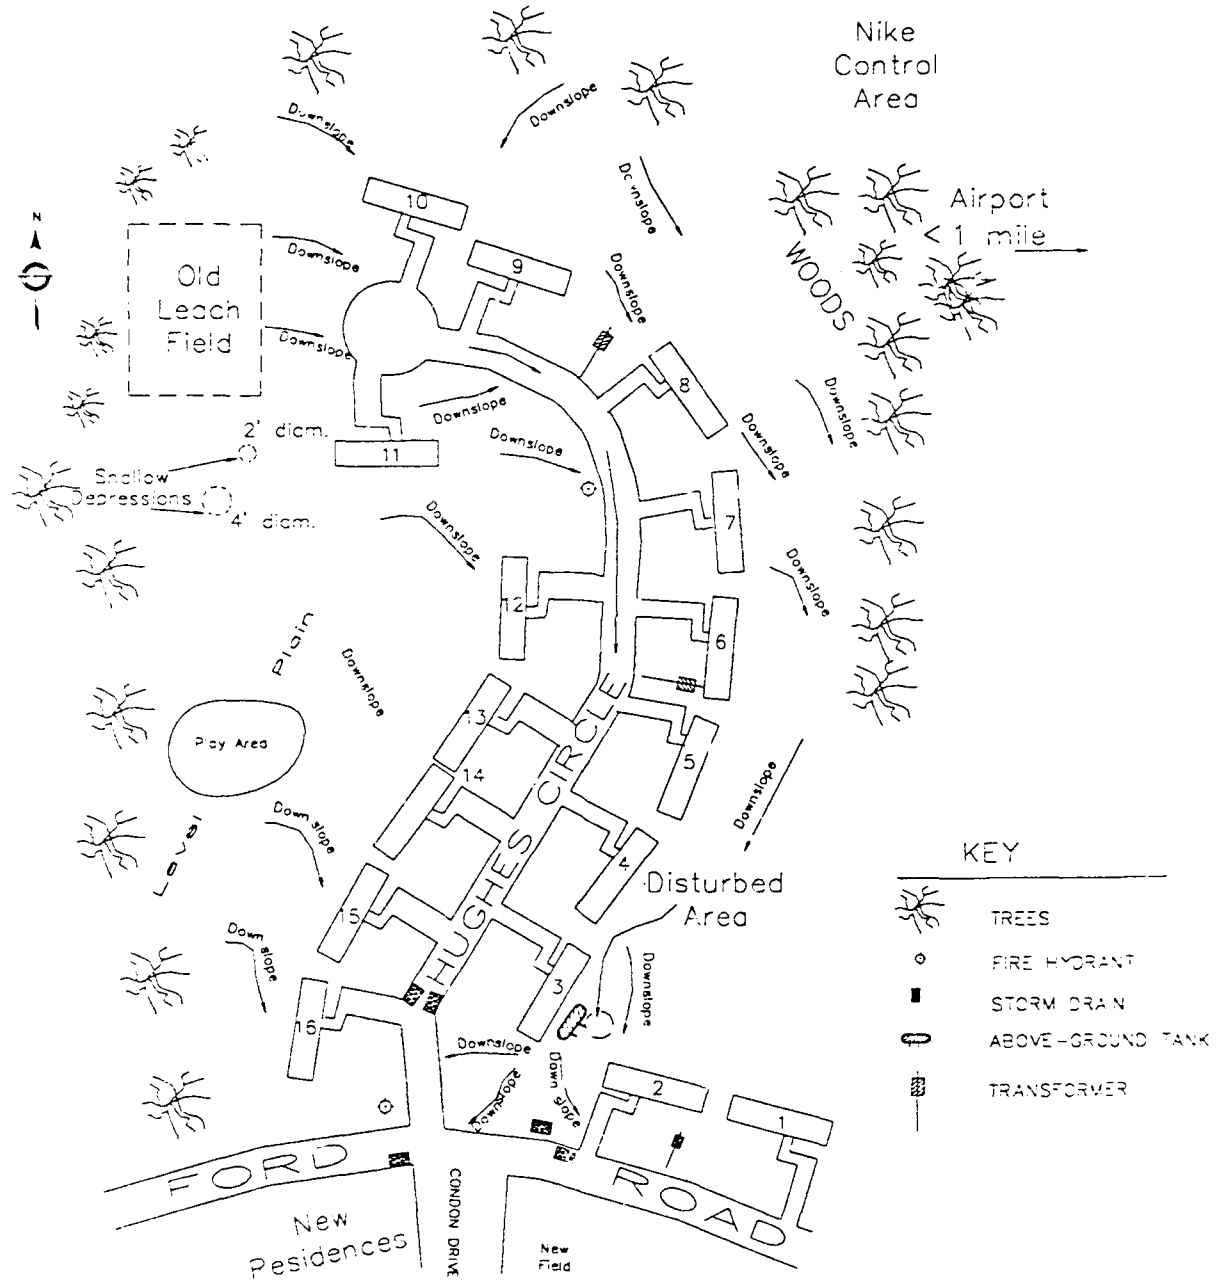 Nike
Control
Area
Downslope
Downslope
Downslope
N
10
Airport
< 1 mile
WOODS
Old
Leach
Field
Downslope
9
Downslope
Downslope
8
Downslope
Downslope
Downslope
2' diam.
Downslope
11
Shallow
Depressions
4' diam.
Downslope
7
12
Downslope
6
Plain
Downslope
13
Play Area
14
5
Downslope
HUGHES CIRCLE
Level
Down slope
4
Disturbed
Area
15
Down slope
3
Downslope
16
Downslope
Downslope
Down slope
2
1
FORD ROAD
CONDON DRIVE
New
Residences
New
Field
KEY
TREES
FIRE HYDRANT
STORM DRAIN
ABOVE-GROUND TANK
TRANSFORMER